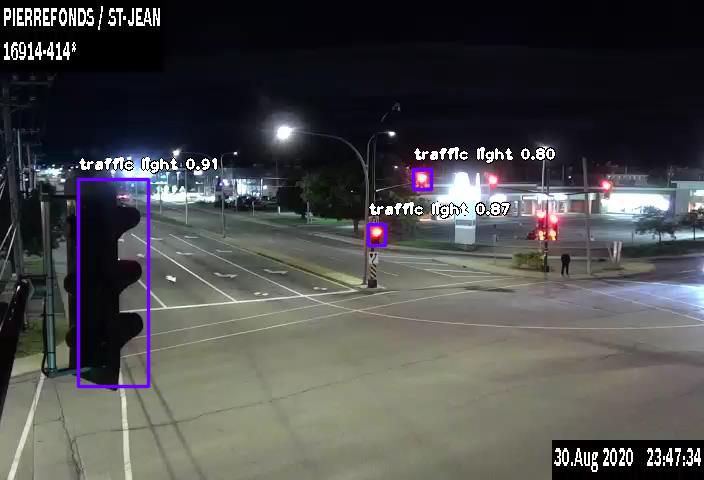 PIERREFONDS / ST-JEAN
16914-414*
traffic light 0.80
traffic light 0.91
traffic light 0.87
30.Aug 2020 23:47:34